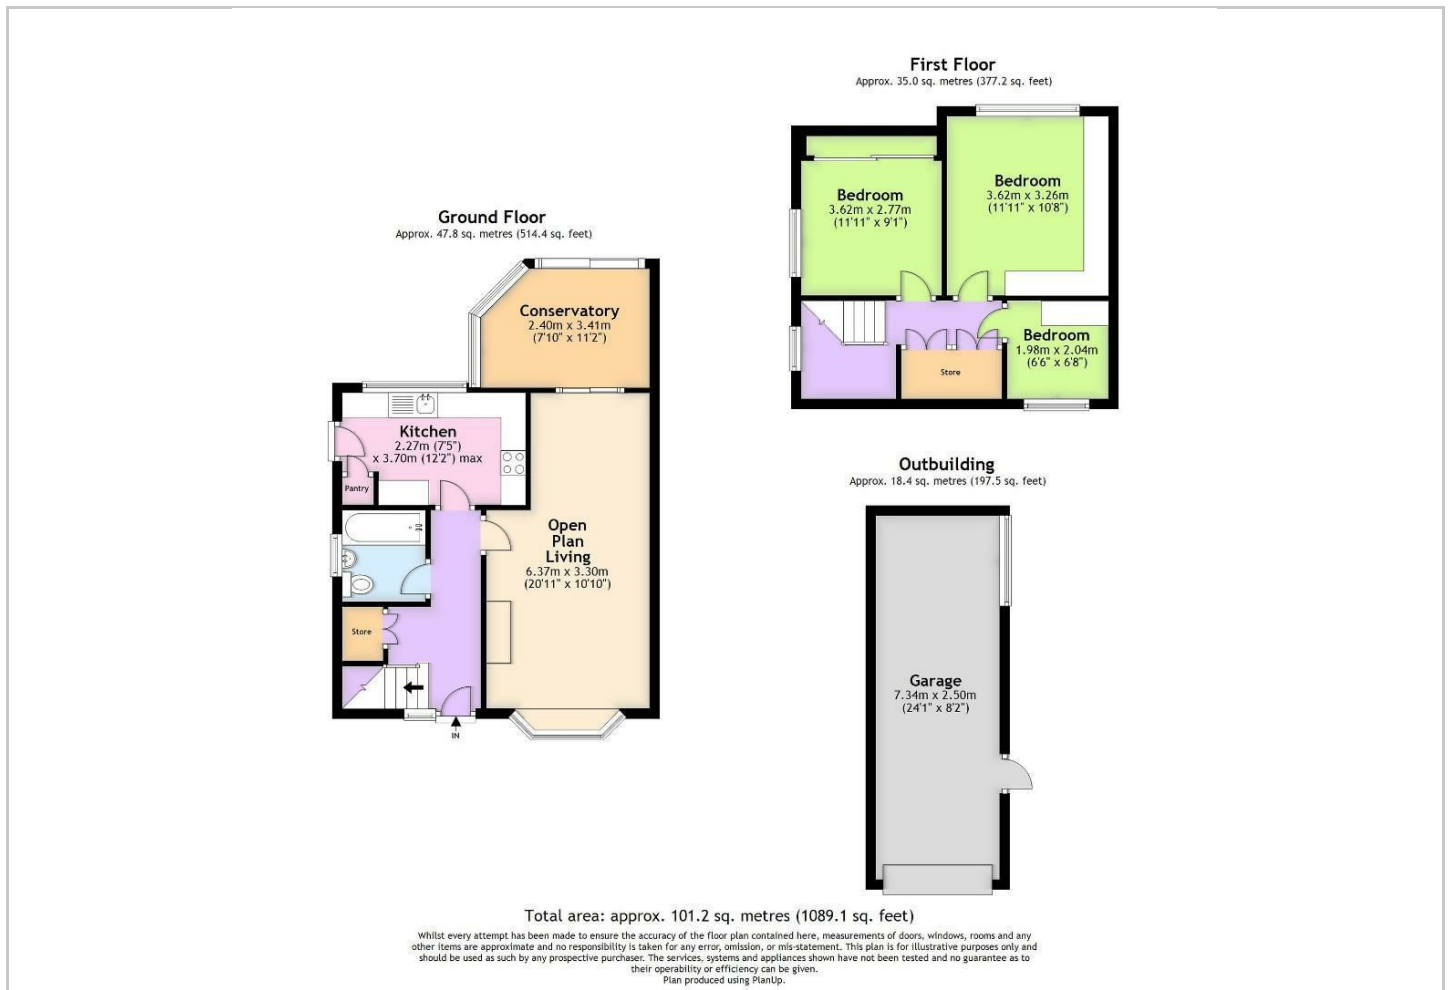 First Floor
Approx. 35.0 sq. metres (377.2 sq. feet)
Bedroom
3.62m x 2.77m
(11'11" x 9'1")
Bedroom
3.62m x 3.26m
(11'11" x 10'8")
Bedroom
1.98m x 2.04m
(6'6" x 6'8")
Store
Ground Floor
Approx. 47.8 sq. metres (514.4 sq. feet)
Conservatory
2.40m x 3.41m
(7'10" x 11'2")
Kitchen
2.27m (7'5")
x 3.70m (12'2") max
Pantry
Open
Plan
Living
6.37m x 3.30m
(20'11" x 10'10")
Store
IN
Outbuilding
Approx. 18.4 sq. metres (197.5 sq. feet)
Garage
7.34m x 2.50m
(24'1" x 8'2")
Total area: approx. 101.2 sq. metres (1089.1 sq. feet)
Whilst every attempt has been made to ensure the accuracy of the floor plan contained here, measurements of doors, windows, rooms and any
other items are approximate and no responsibility is taken for any error, omission, or mis-statement. This plan is for illustrative purposes only and
should be used as such by any prospective purchaser. The services, systems and appliances shown have not been tested and no guarantee as to
their operability or efficiency can be given.
Plan produced using PlanUp.